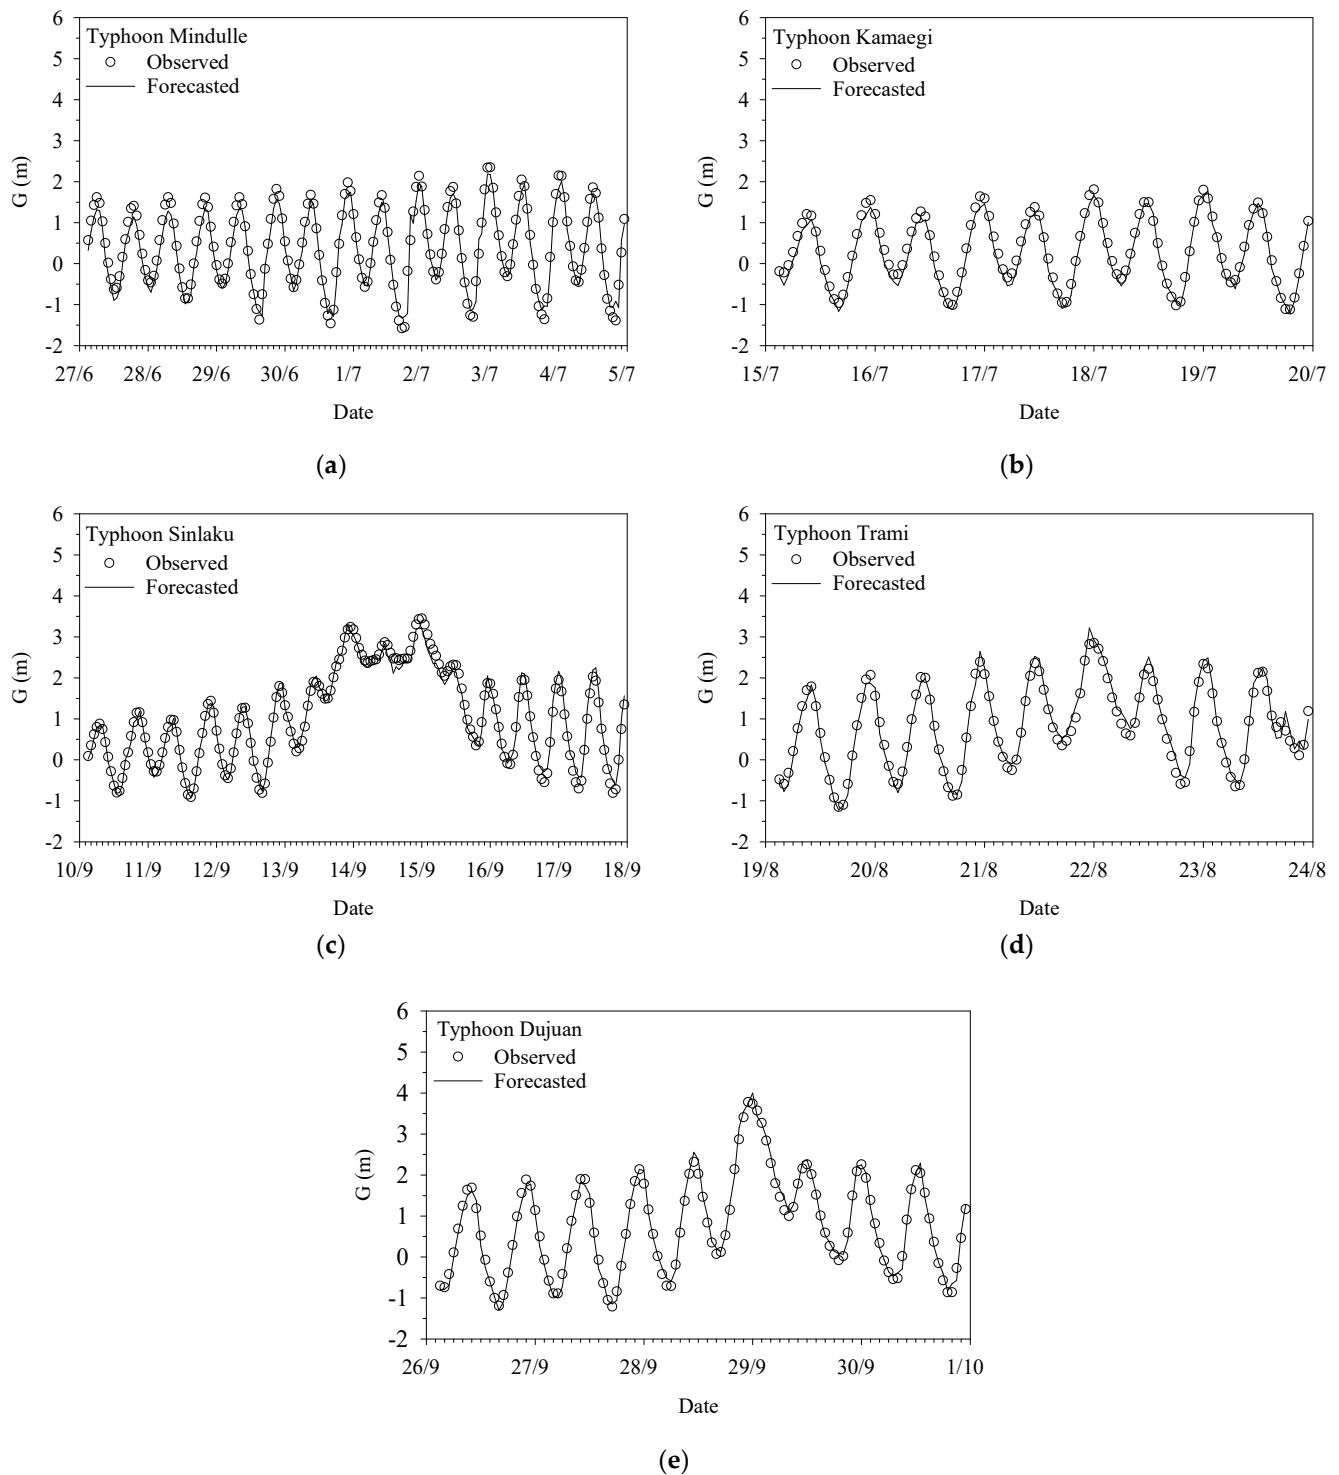 Typhoon Mindulle
Observed
Forecasted
G (m)
6
5
4
3
2
1
0
-1
-2
27/6 28/6 29/6 30/6 1/7 2/7 3/7 4/7 5/7
Date
(a)
Typhoon Kamaegi
Observed
Forecasted
G (m)
6
5
4
3
2
1
0
-1
-2
15/7 16/7 17/7 18/7 19/7 20/7
Date
(b)
Typhoon Sinlaku
Observed
Forecasted
G (m)
6
5
4
3
2
1
0
-1
-2
10/9 11/9 12/9 13/9 14/9 15/9 16/9 17/9 18/9
Date
(c)
Typhoon Trami
Observed
Forecasted
G (m)
6
5
4
3
2
1
0
-1
-2
19/8 20/8 21/8 22/8 23/8 24/8
Date
(d)
Typhoon Dujuan
Observed
Forecasted
G (m)
6
5
4
3
2
1
0
-1
-2
26/9 27/9 28/9 29/9 30/9 1/10
Date
(e)